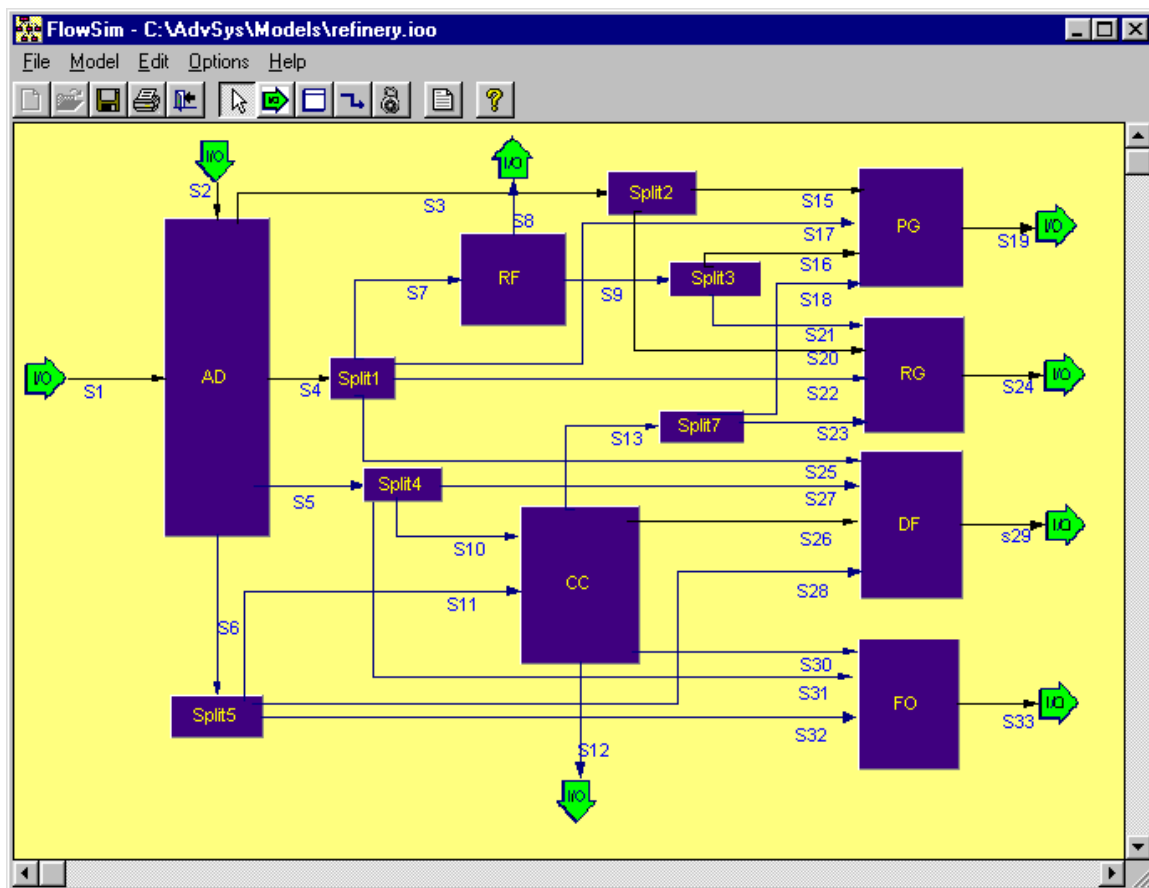 FlowSim - C:\AdvSys\Models\refinery.ioo
File Model Edit Options Help
I/O
I/O I/O
S2 Split2 S15
S3 S8 PG I/O
S17 S19
AD RF S16
S7 S9 Split3 S18
S21
S20
I/O S1 S4 Split1 RG I/O
S22 S24
Split7
S13 S23
S25
Split4
S5 S27
DF I/O
S10 S26 s29
CC
S11 S28
S6
S30
S31
Split5 FO I/O
S32 S33
S12
I/O